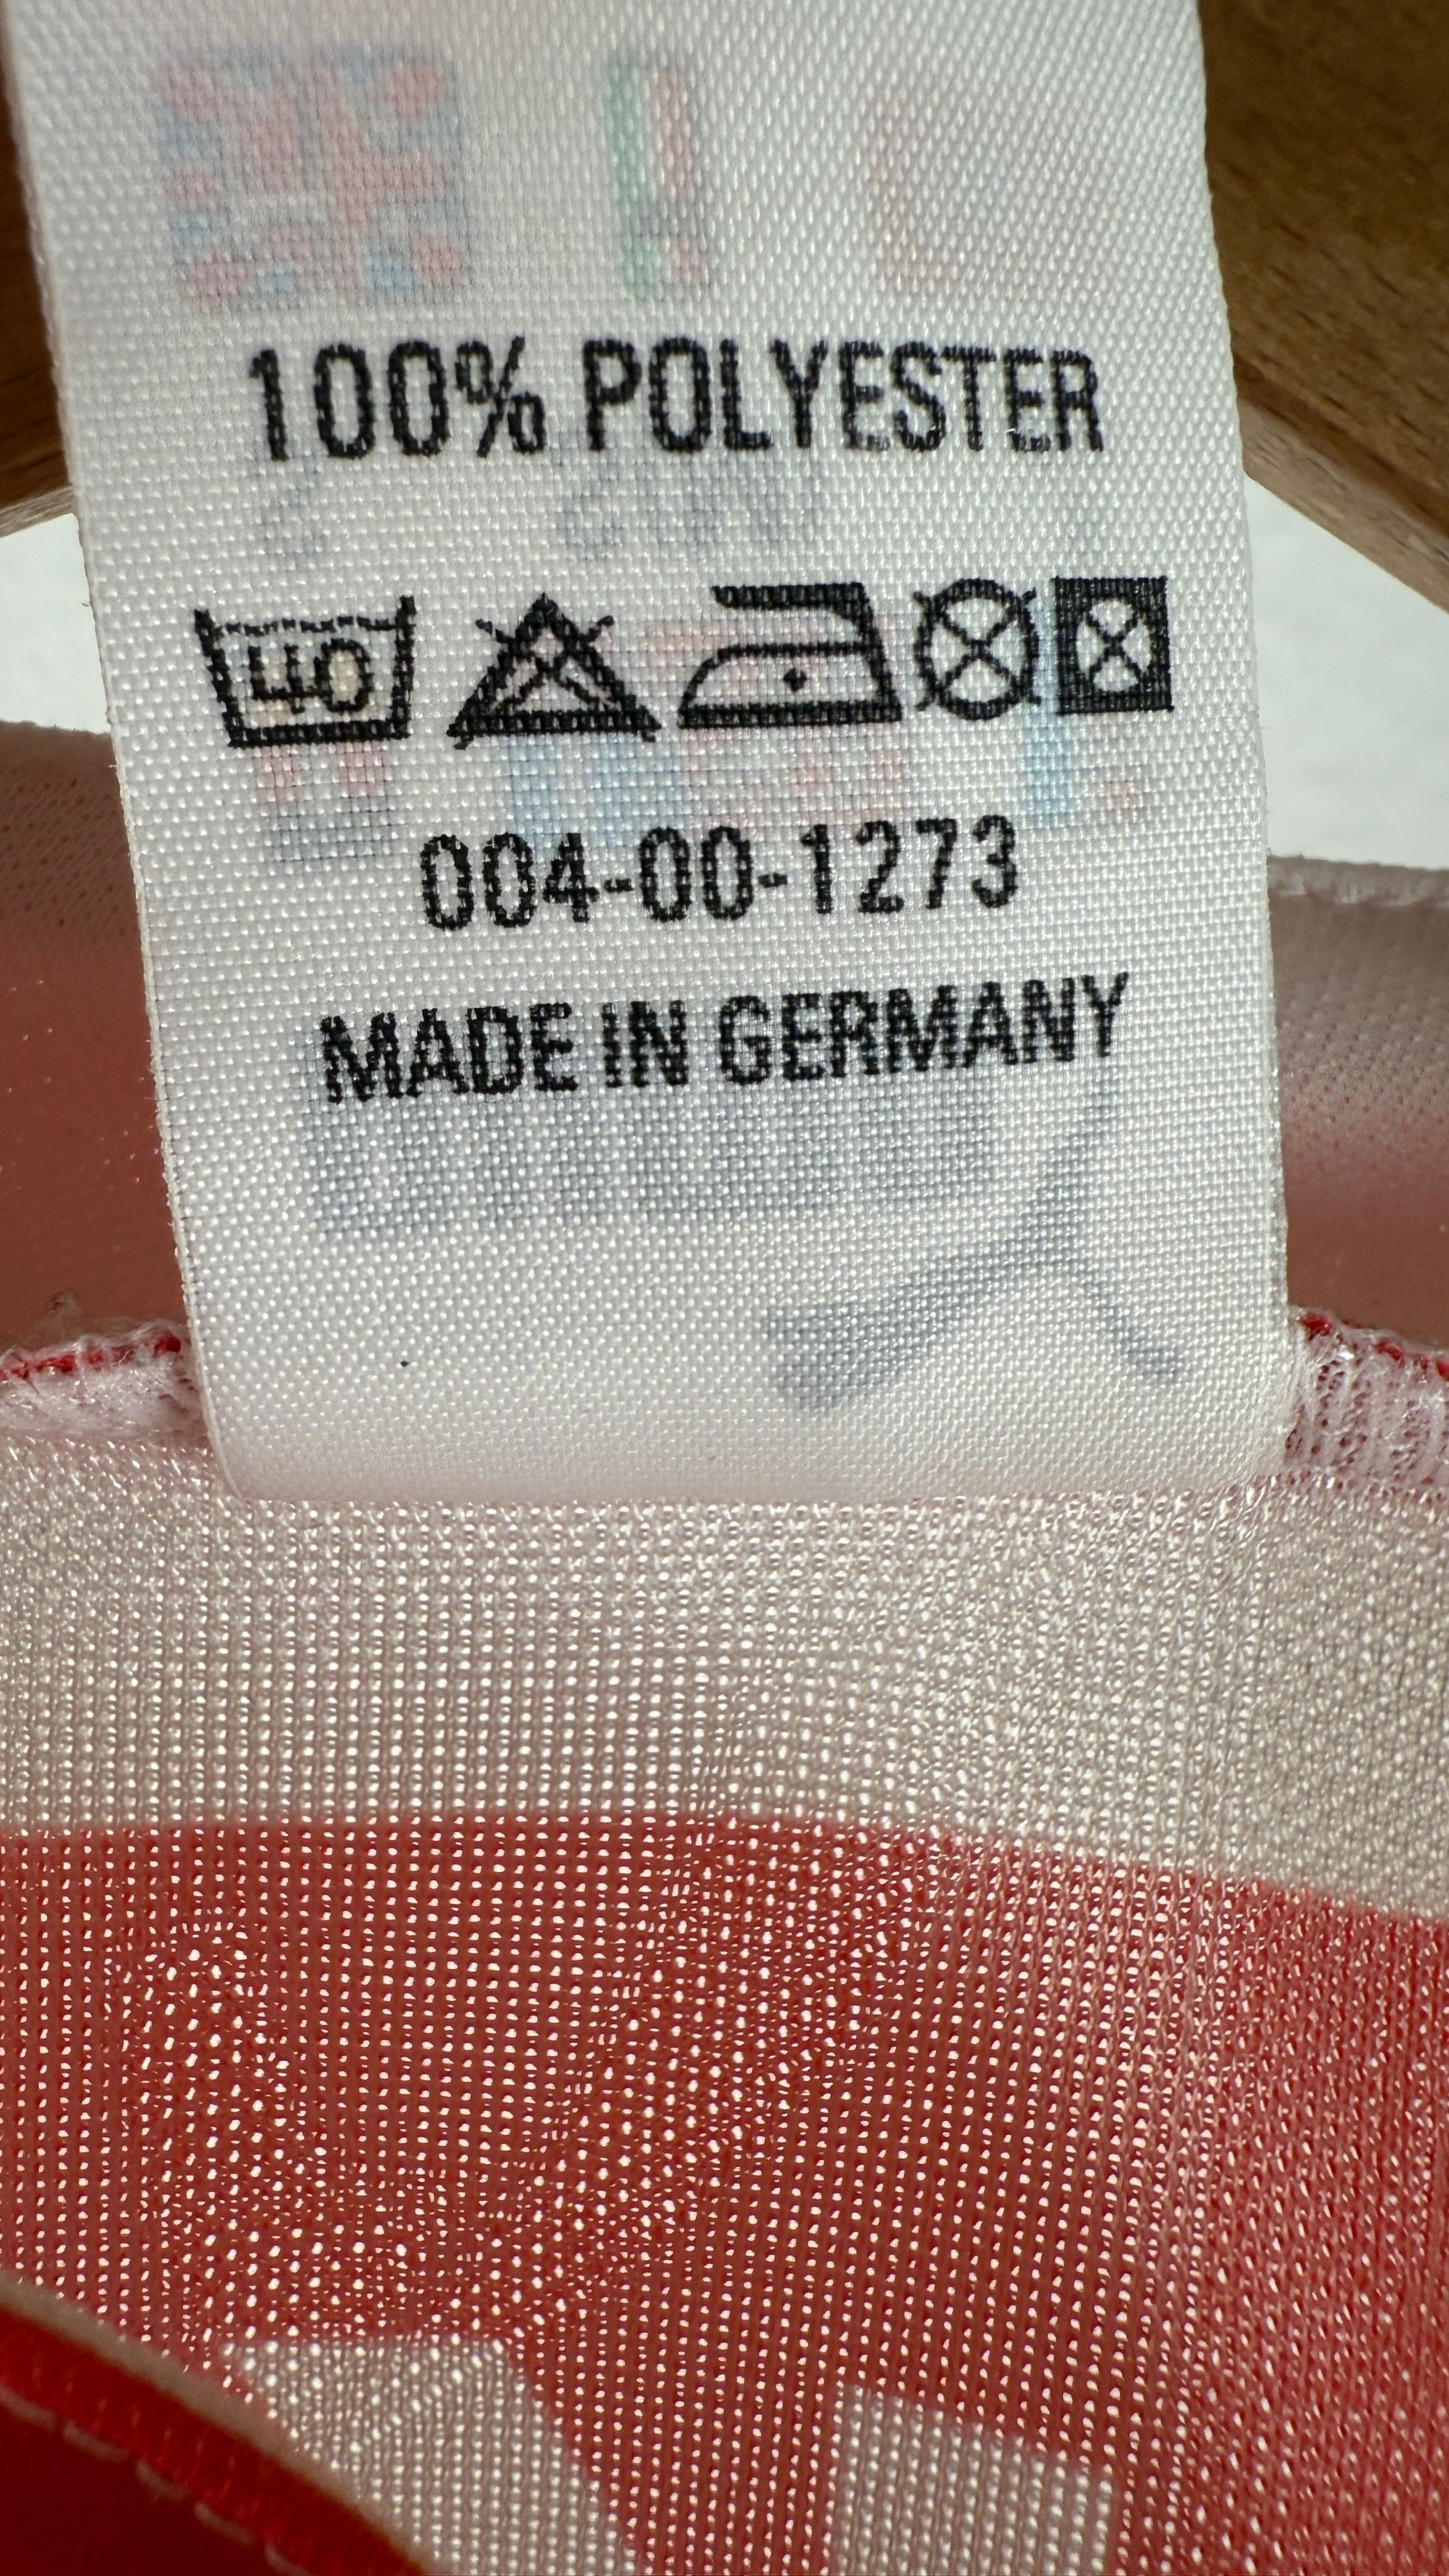 100% POLYESTER
40
004-00-1273
MADE IN GERMANY